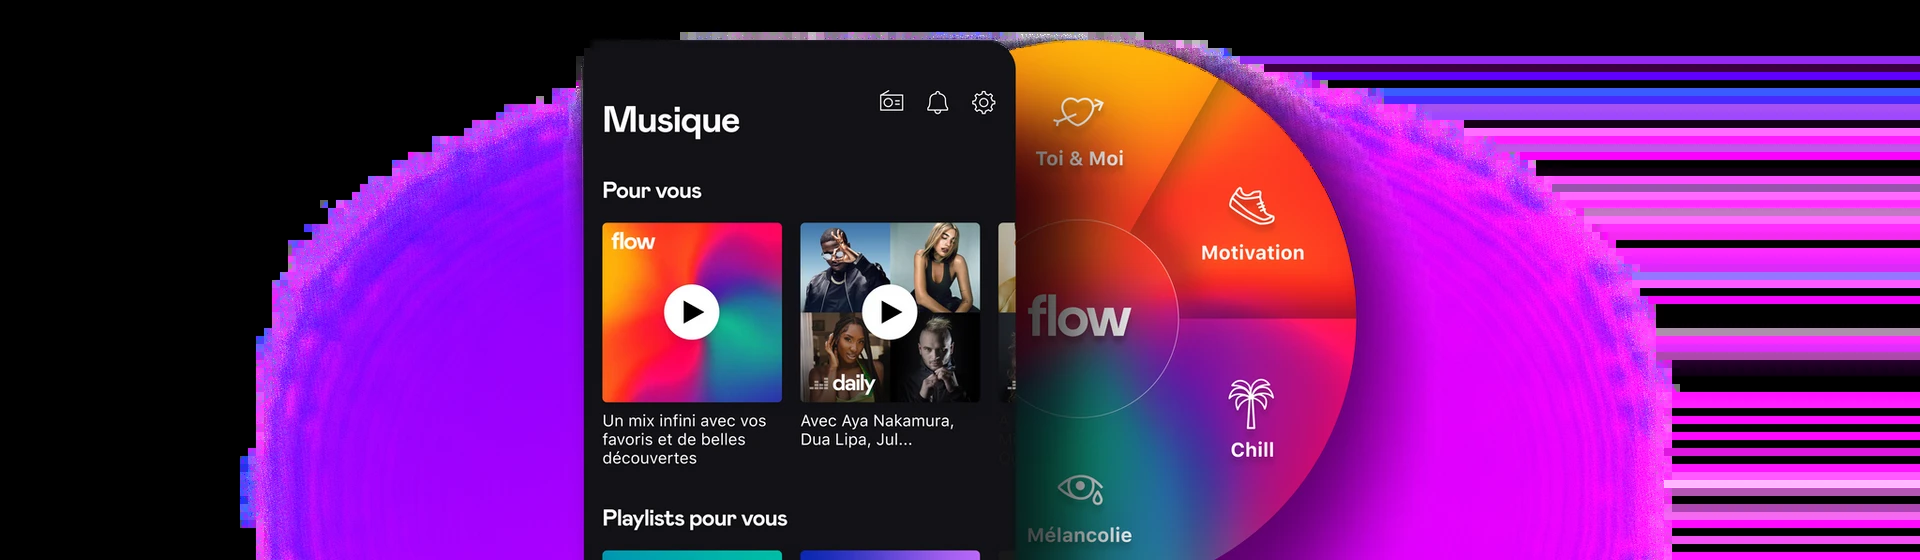 Musique
Pour vous
flow
daily
Un mix infini avec vos
favoris et de belles
découvertes
Avec Aya Nakamura,
Dua Lipa, Jul...
Playlists pour vous
Toi & Moi
Motivation
flow
Chill
Mélancolie